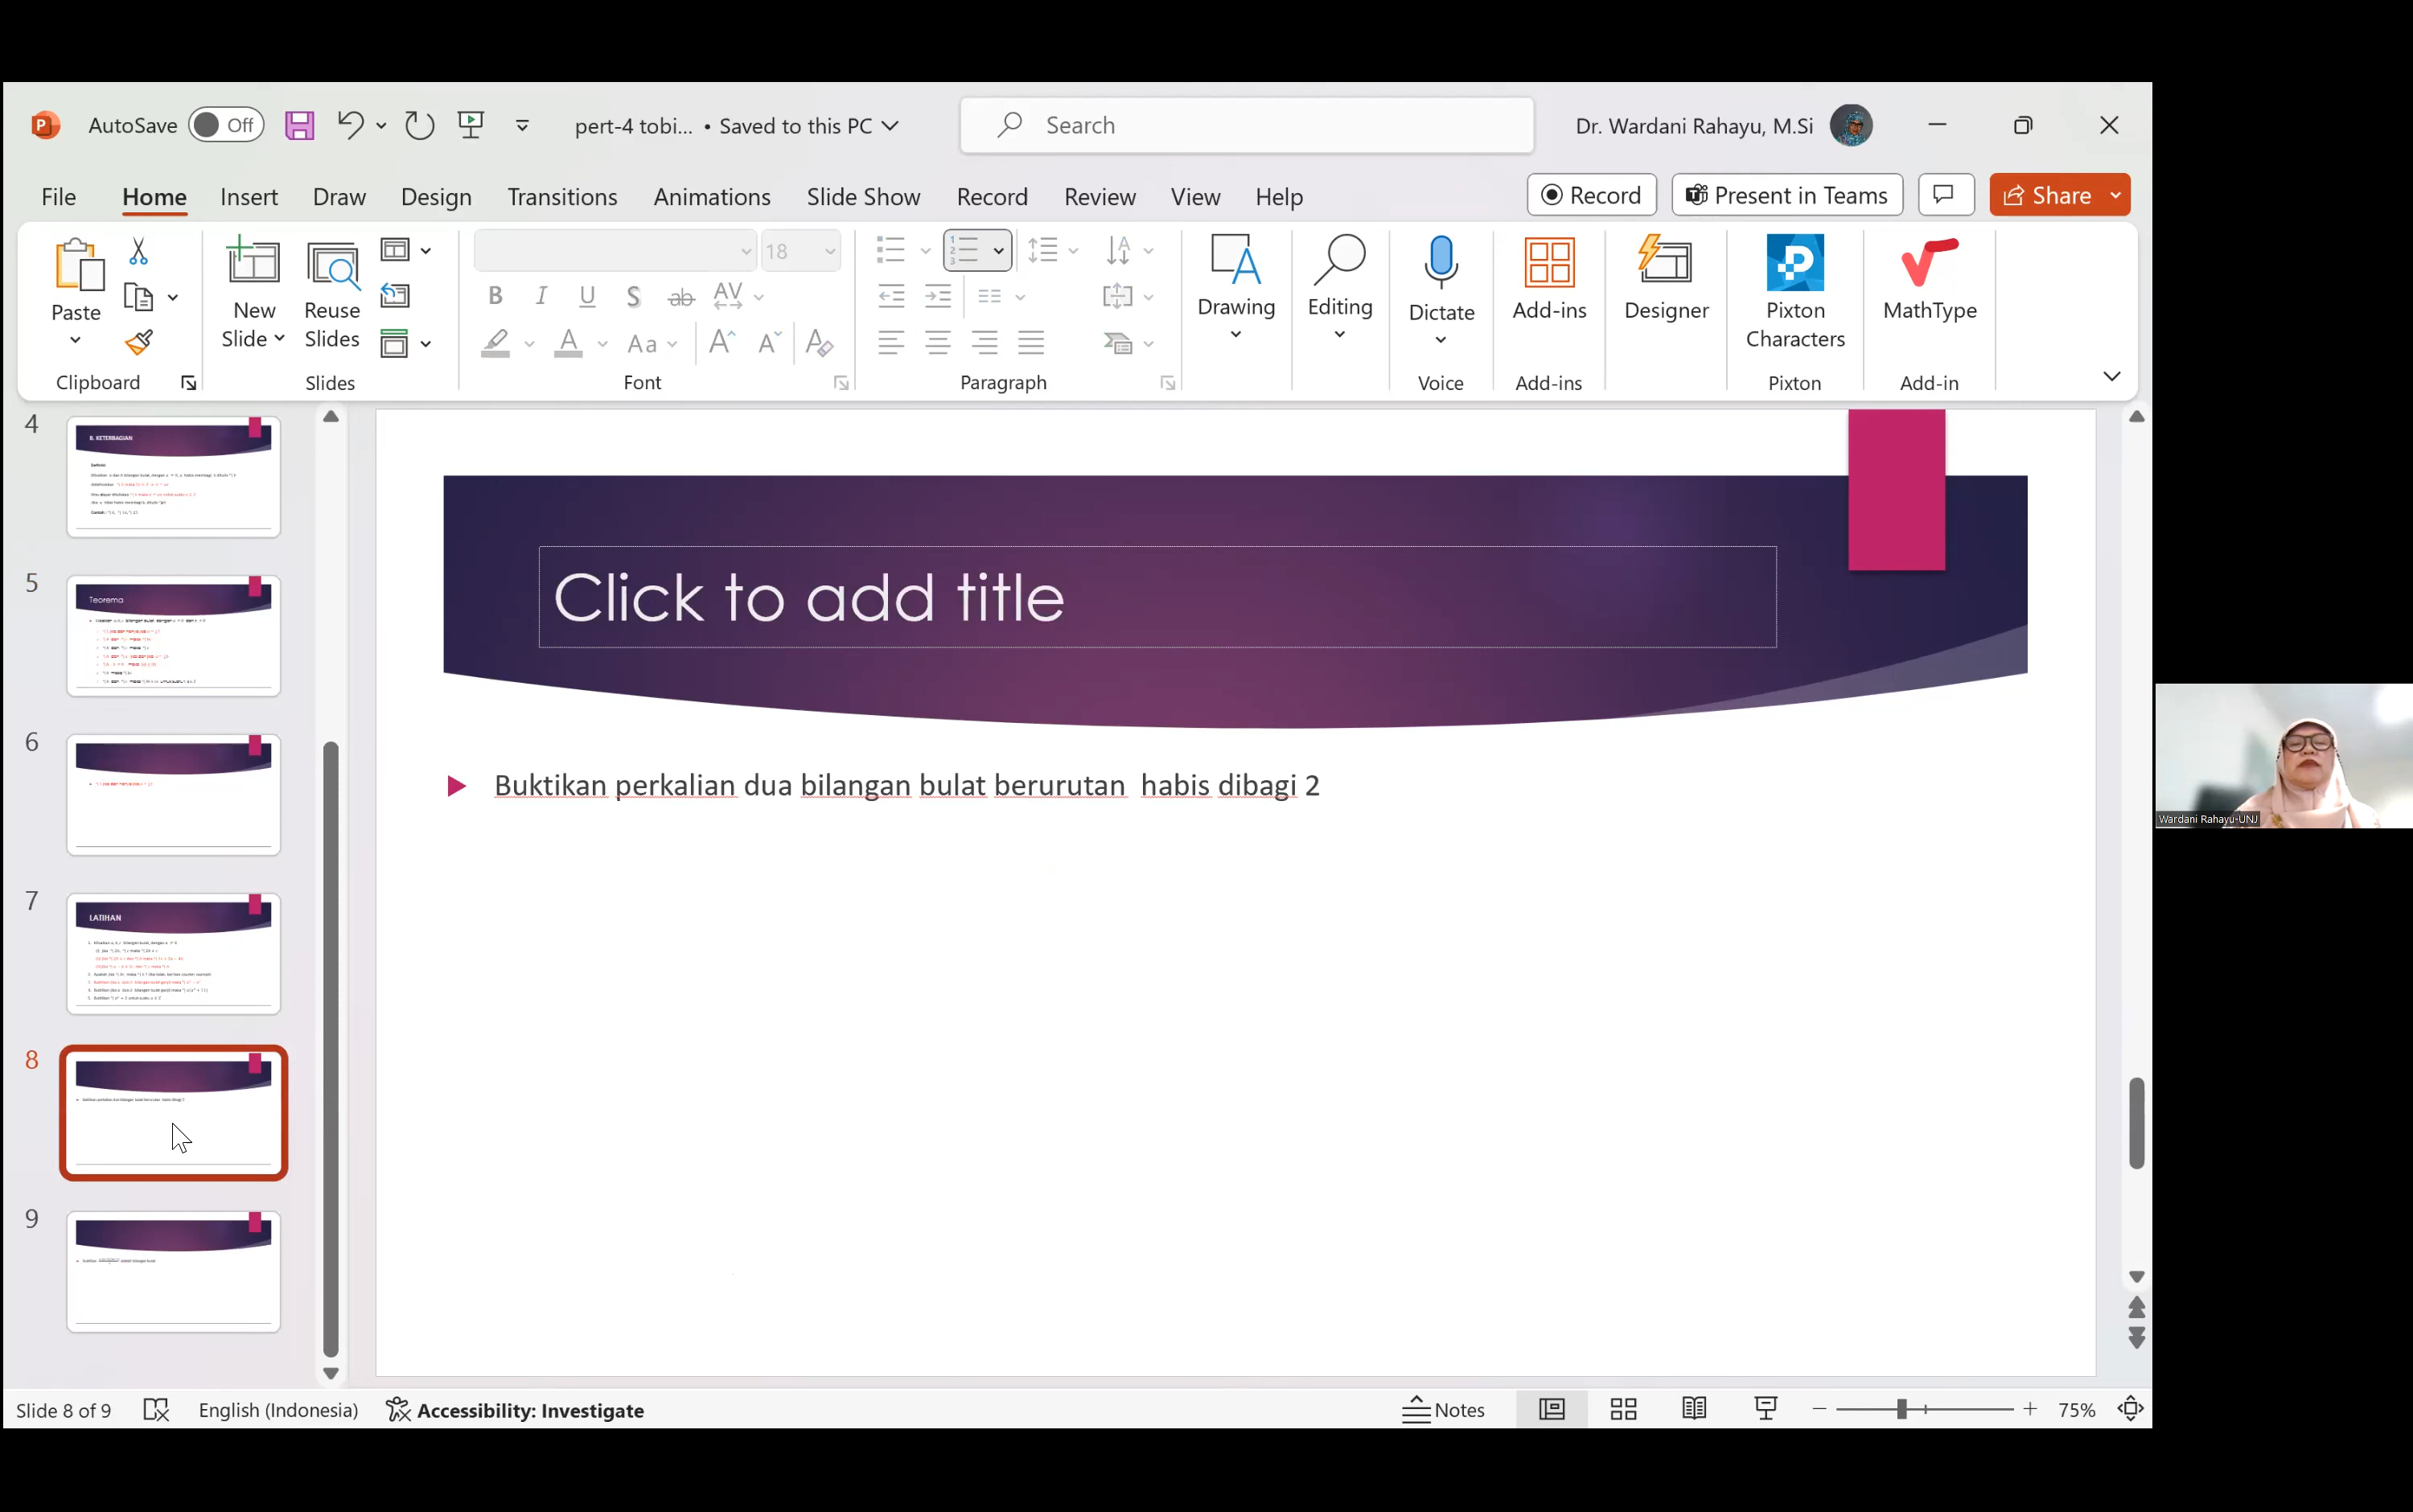 AutoSave Off pert-4 tobi... • Saved to this PC Search Dr. Wardani Rahayu, M.Si
File Home Insert Draw Design Transitions Animations Slide Show Record Review View Help Record Present in Teams Share
Paste New Slide Reuse Slides 18 Drawing Editing Dictate Add-ins Designer Pixton Characters MathType
Clipboard Slides Font Paragraph Voice Add-ins Pixton Add-in
4
B. KETERBAGIAN
5
Teorema
6
7
LATIHAN
8
9
Click to add title
Buktikan perkalian dua bilangan bulat berurutan habis dibagi 2
Wardani Rahayu-UNJ
Slide 8 of 9 English (Indonesia) Accessibility: Investigate Notes 75%